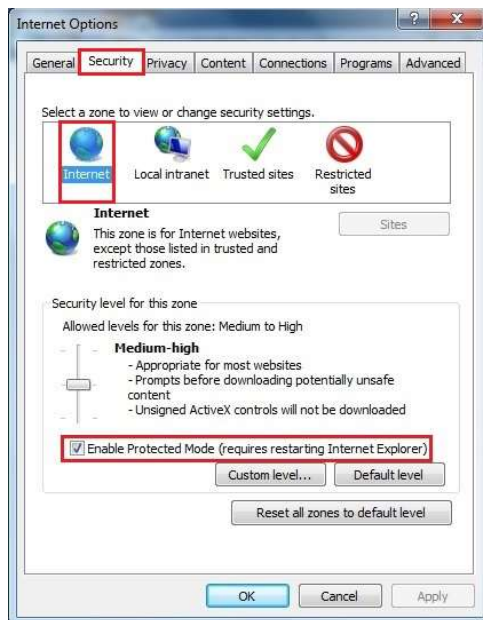 Internet Options
General Security Privacy Content Connections Programs Advanced
Select a zone to view or change security settings.
Internet Local intranet Trusted sites Restricted
sites
Internet
Sites
This zone is for Internet websites,
except those listed in trusted and
restricted zones.
Security level for this zone
Allowed levels for this zone: Medium to High
Medium-high
- Appropriate for most websites
- Prompts before downloading potentially unsafe
content
- Unsigned ActiveX controls will not be downloaded
Enable Protected Mode (requires restarting Internet Explorer)
Custom level... Default level
Reset all zones to default level
OK Cancel Apply